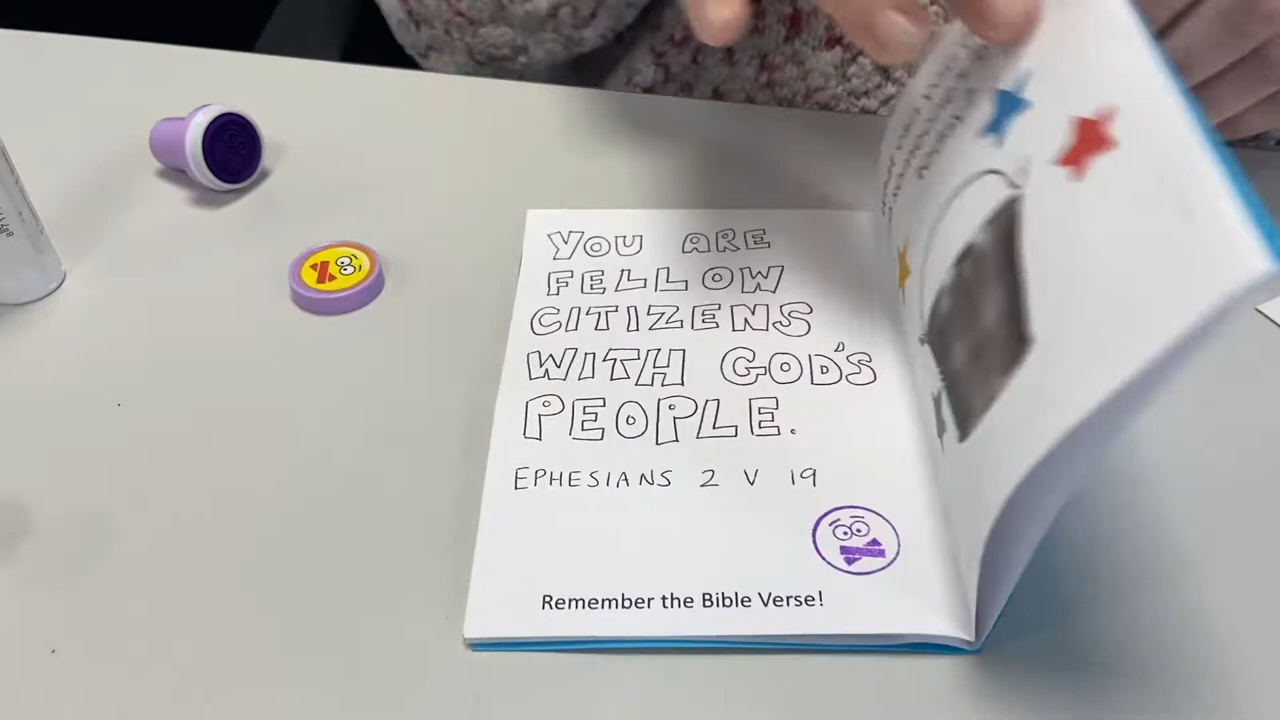 YOU ARE
FELLOW
CITIZENS
WITH GOD'S
PEOPLE.
EPHESIANS 2 V 19
Remember the Bible Verse!